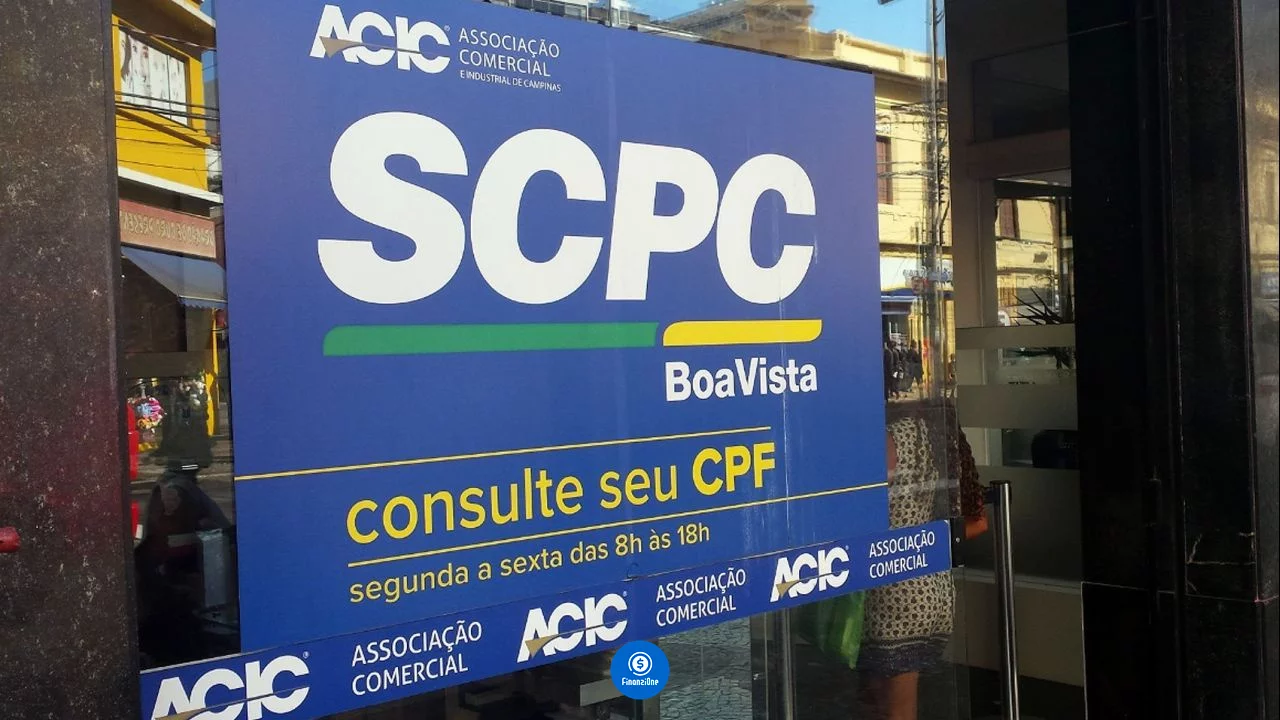 ACIC
ASSOCIAÇÃO
COMERCIAL
E INDUSTRIAL DE CAMPINAS
SCPC
BoaVista
consulte seu CPF
segunda a sexta das 8h às 18h
ACIC
ASSOCIAÇÃO
COMERCIAL
ACIC
ASSOCIAÇÃO
COMERCIAL
ACIC
ASSOCIAÇÃO
COMERCIAL
FinanziOne